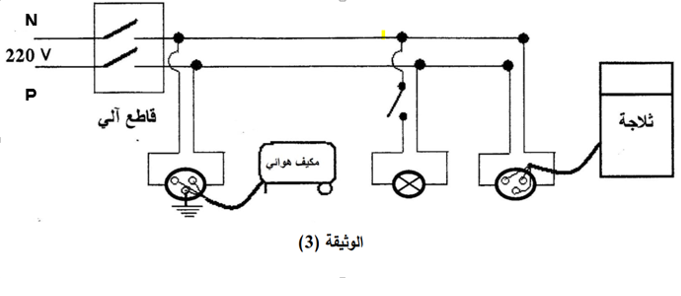 N
220 V
P
قاطع آلي
مكيف هوائي
ثلاجة
الوثيقة (3)